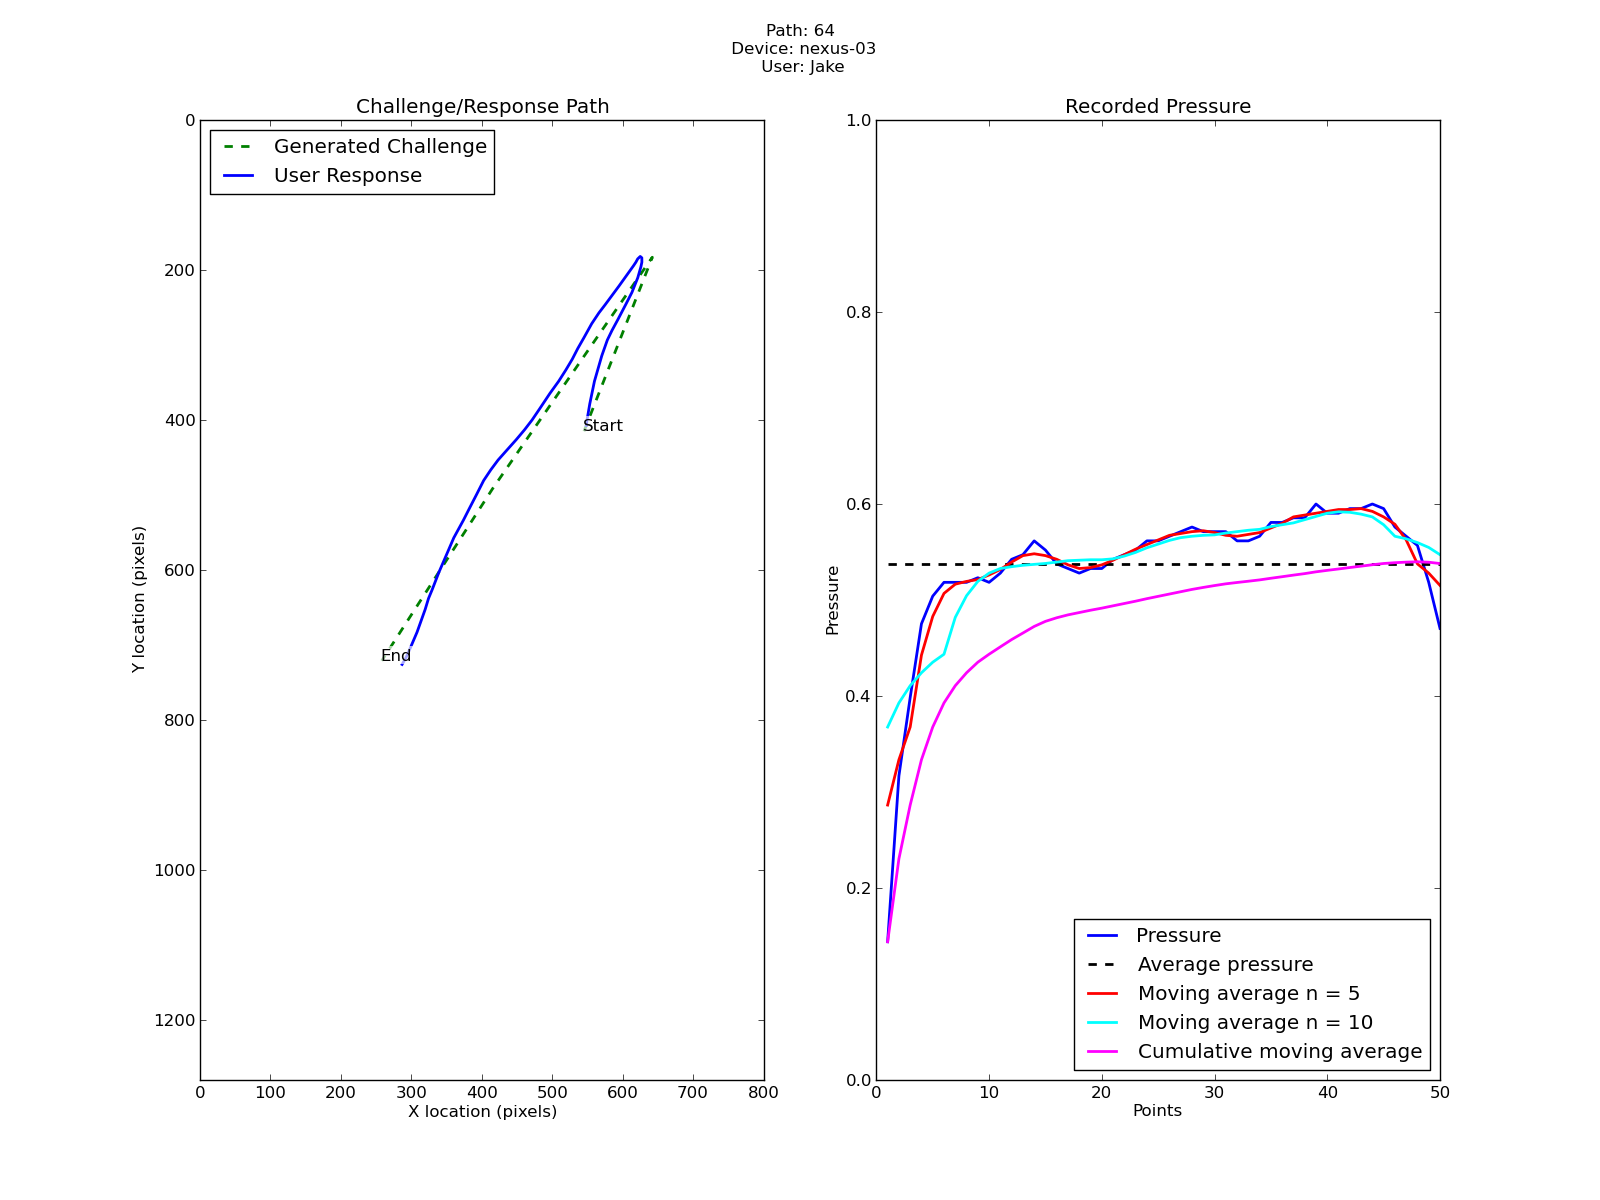 Path: 64
Device: nexus-03
User: Jake
Challenge/Response Path
Generated Challenge
User Response
0
200
400
600
800
1000
1200
Y location (pixels)
Start
End
0 100 200 300 400 500 600 700 800
X location (pixels)
Recorded Pressure
1.0
0.8
0.6
0.4
0.2
0.0
Pressure
Pressure
Average pressure
Moving average n = 5
Moving average n = 10
Cumulative moving average
0 10 20 30 40 50
Points